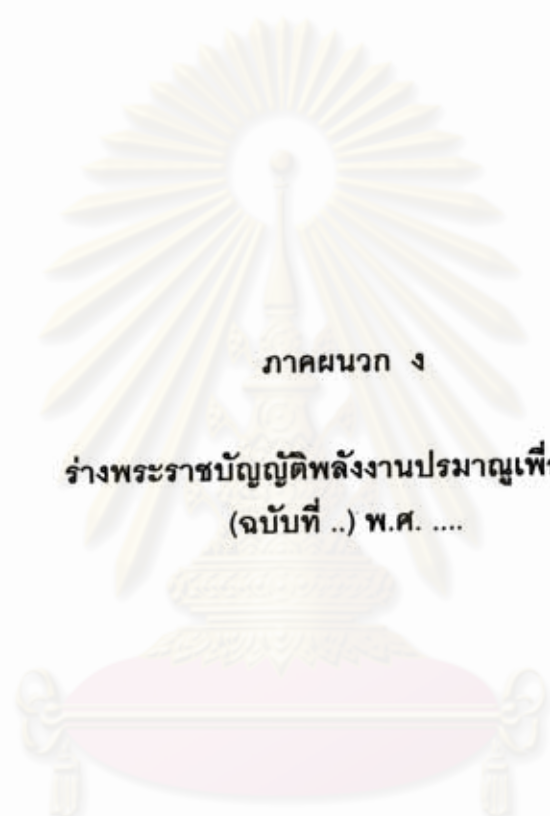 ภาคผนวก ง
ร่างพระราชบัญญัติพลังงานปรมาณูเพื่
(ฉบับที่ ..) พ.ศ. ....